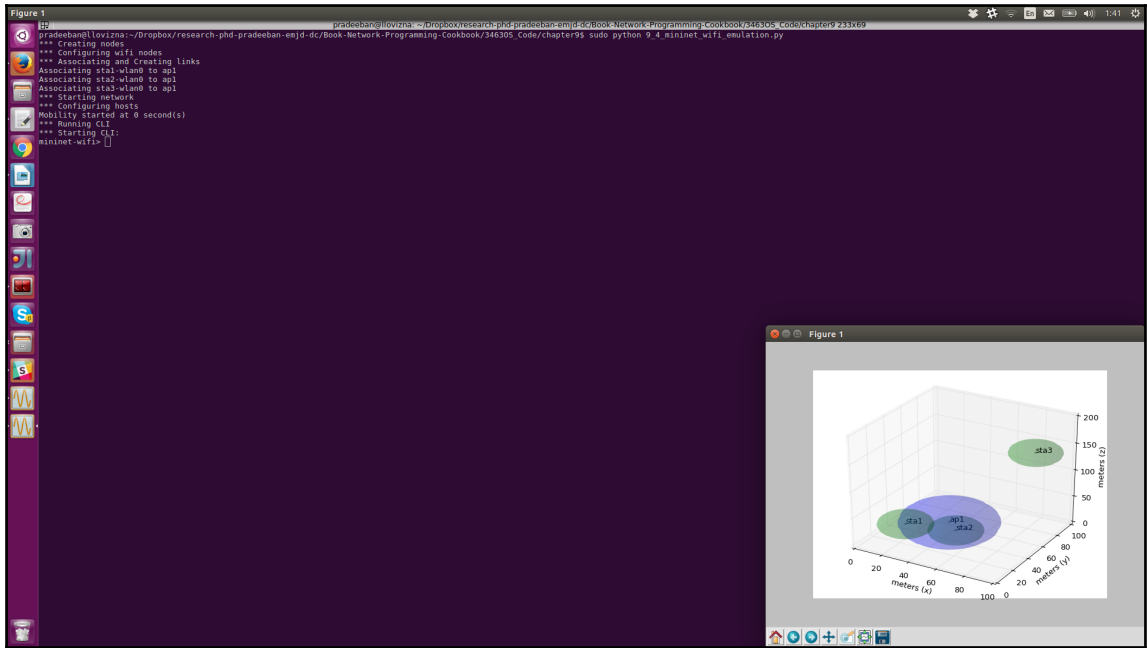 Figure 1
En
1:41
pradeeban@llovizna: ~/Dropbox/research-phd-pradeeban-emjd-dc/Book-Network-Programming-Cookbook/3463OS_Code/chapter9 233x69
pradeeban@llovizna:~/Dropbox/research-phd-pradeeban-emjd-dc/Book-Network-Programming-Cookbook/3463OS_Code/chapter9$ sudo python 9_4_mininet_wifi_emulation.py
*** Creating nodes
*** Configuring wifi nodes
*** Associating and Creating links
Associating sta1-wlan0 to ap1
Associating sta2-wlan0 to ap1
Associating sta3-wlan0 to ap1
*** Starting network
*** Configuring hosts
Mobility started at 0 second(s)
*** Running CLI
*** Starting CLI:
mininet-wifi>
Figure 1
200
150
100
50
0
meters (z)
sta3
sta1
ap1
sta2
0
20
40
60
80
100
meters (x)
0
20
40
60
80
100
meters (y)